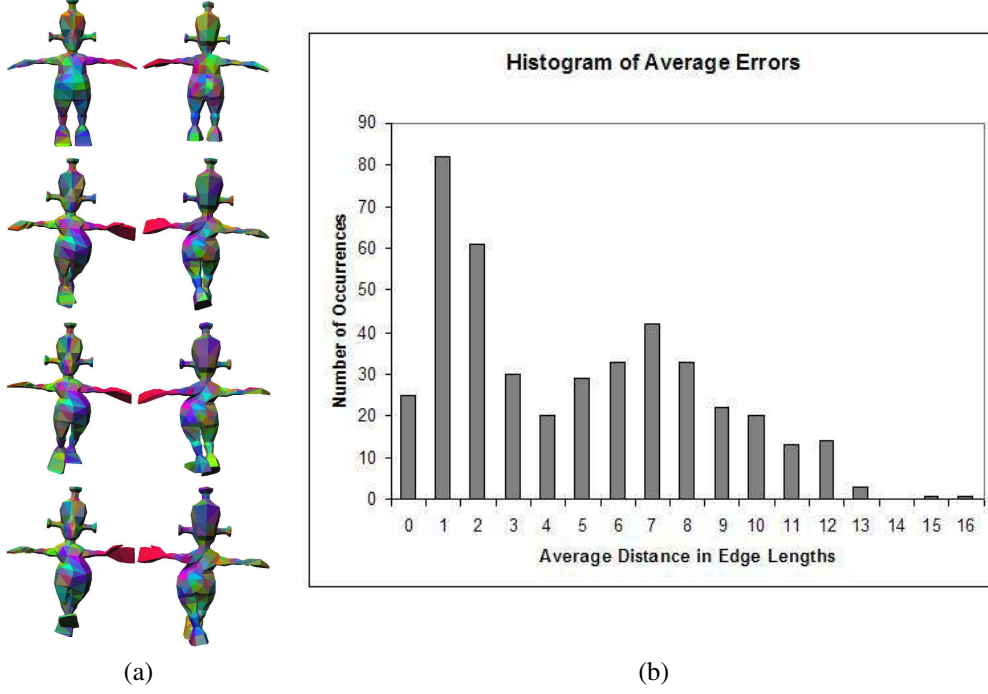 Histogram of Average Errors
Number of Occurrences
90
80
70
60
50
40
30
20
10
0
0 1 2 3 4 5 6 7 8 9 10 11 12 13 14 15 16
Average Distance in Edge Lengths
(a) (b)